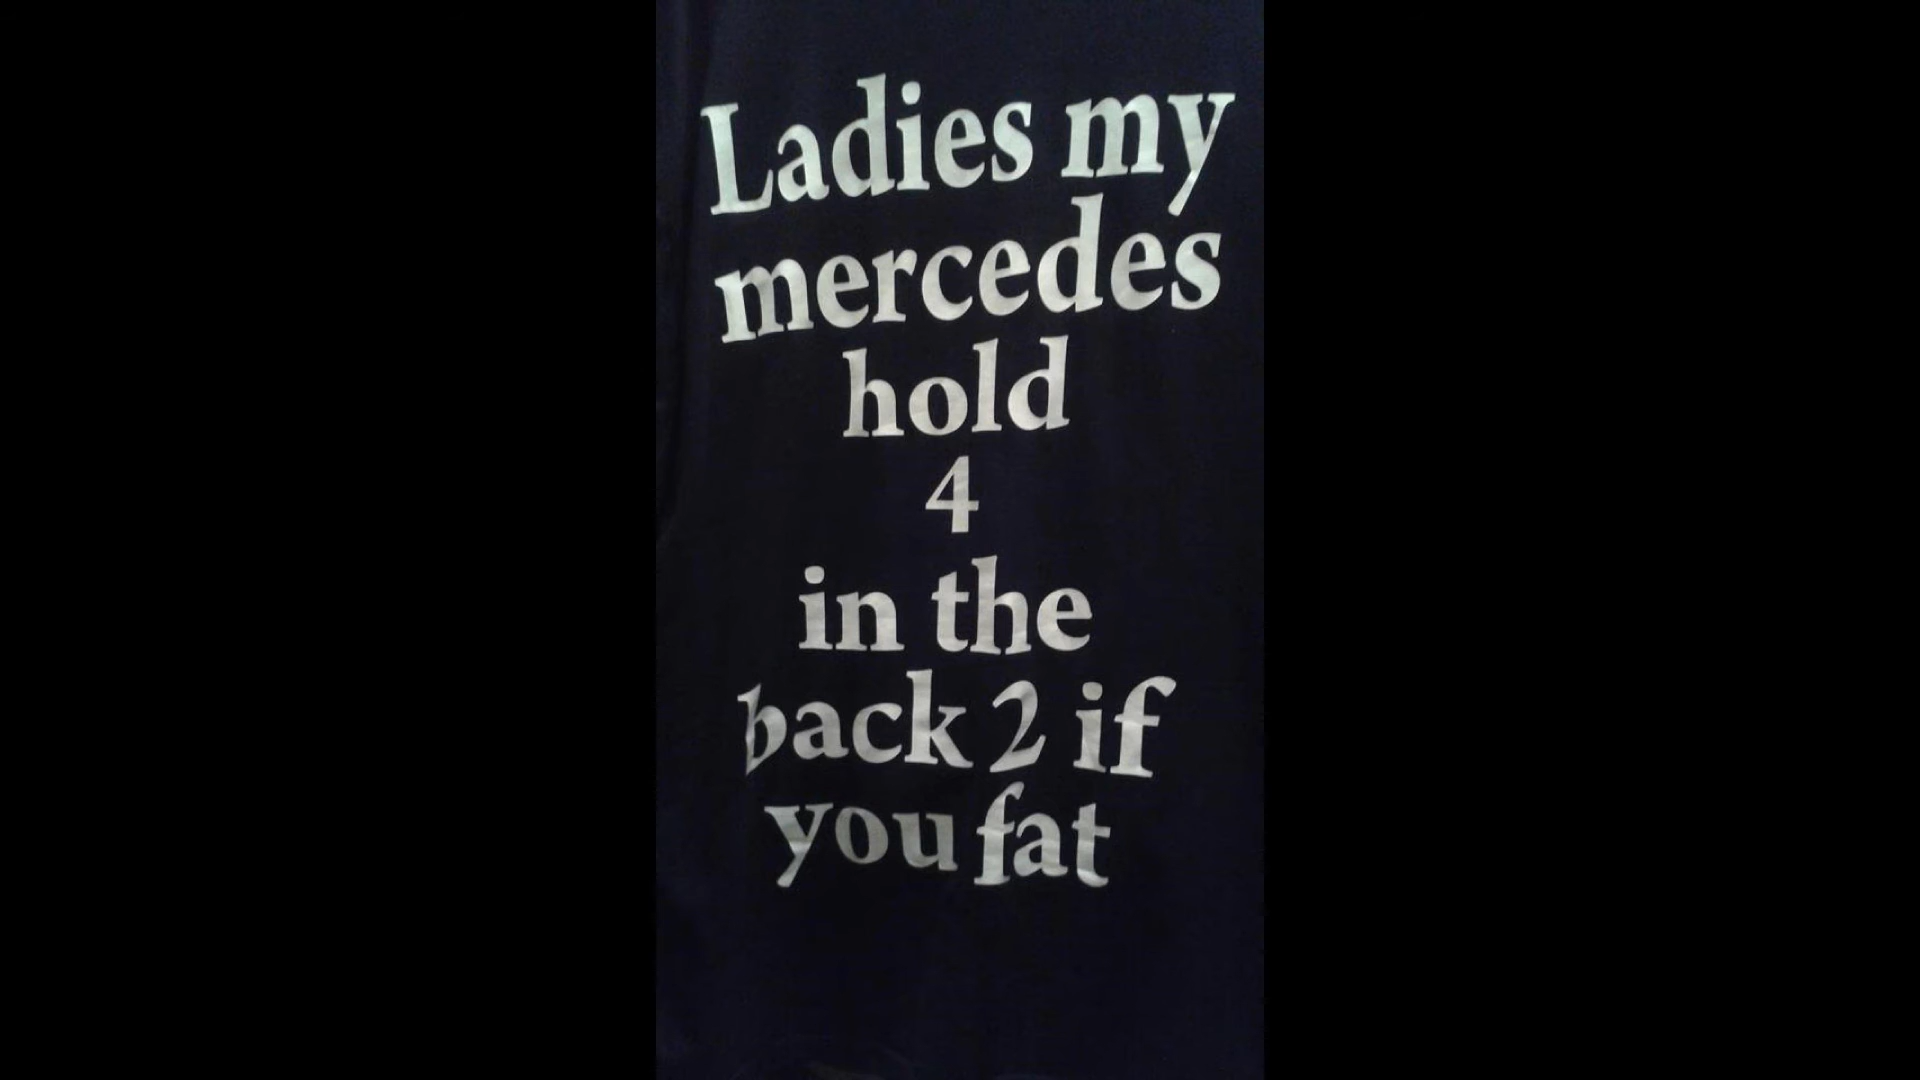 Ladies my
mercedes
hold
4
in the
back 2 if
you fat